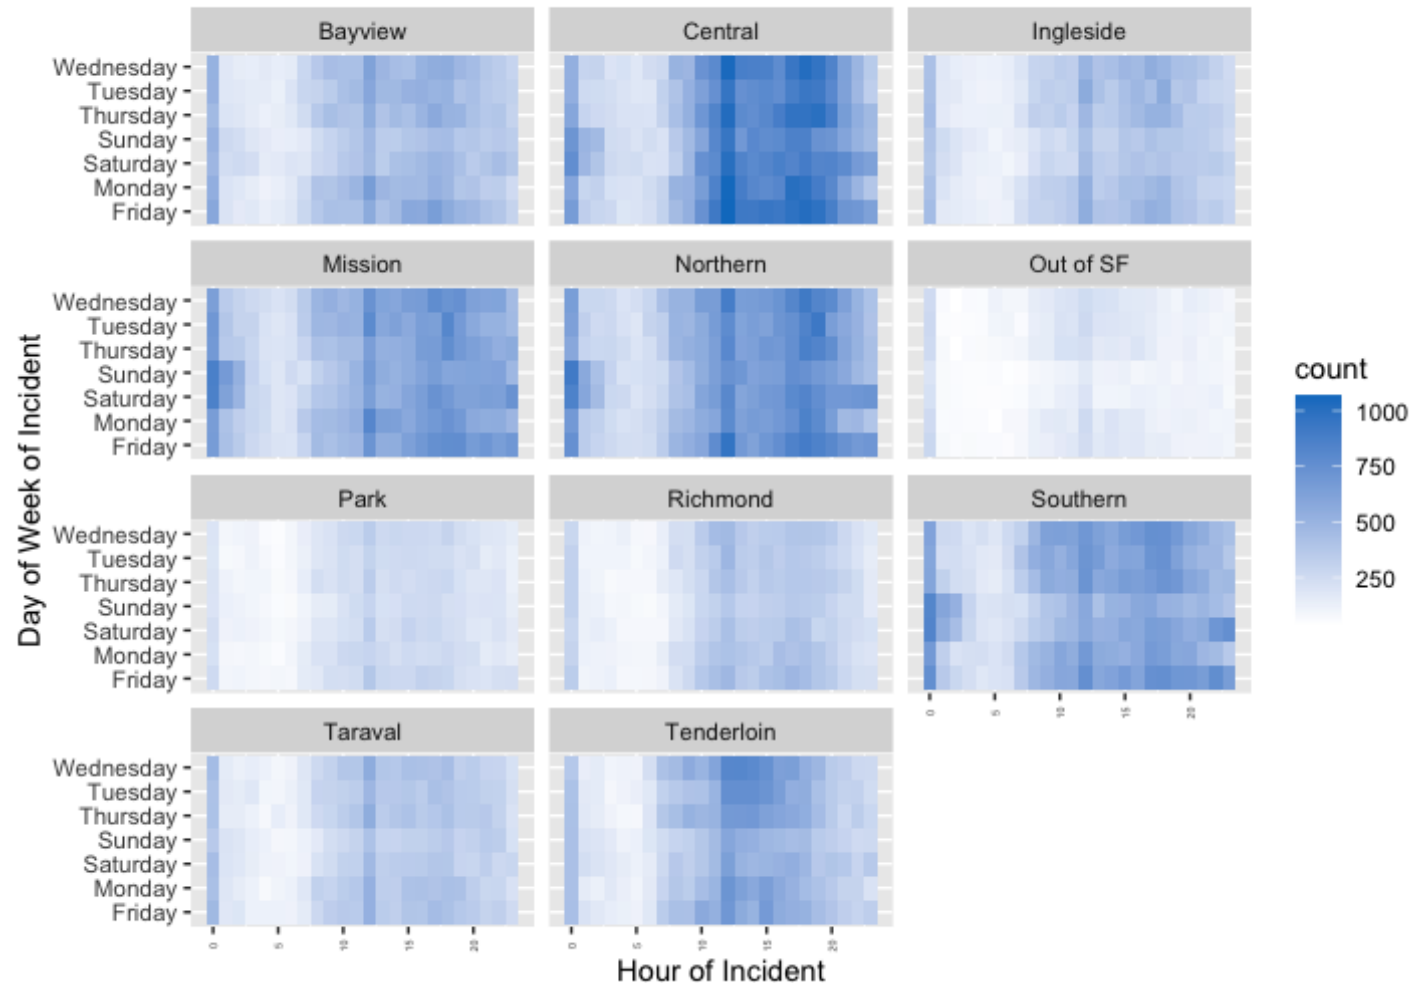 Bayview
Central
Ingleside
Wednesday
Tuesday
Thursday
Sunday
Saturday
Monday
Friday
Mission
Northern
Out of SF
Wednesday
Tuesday
Thursday
Sunday
Saturday
Monday
Friday
Park
Richmond
Southern
Wednesday
Tuesday
Thursday
Sunday
Saturday
Monday
Friday
0 5 10 15 20
Taraval
Tenderloin
Wednesday
Tuesday
Thursday
Sunday
Saturday
Monday
Friday
0 5 10 15 20
0 5 10 15 20
Hour of Incident
Day of Week of Incident
count
1000
750
500
250